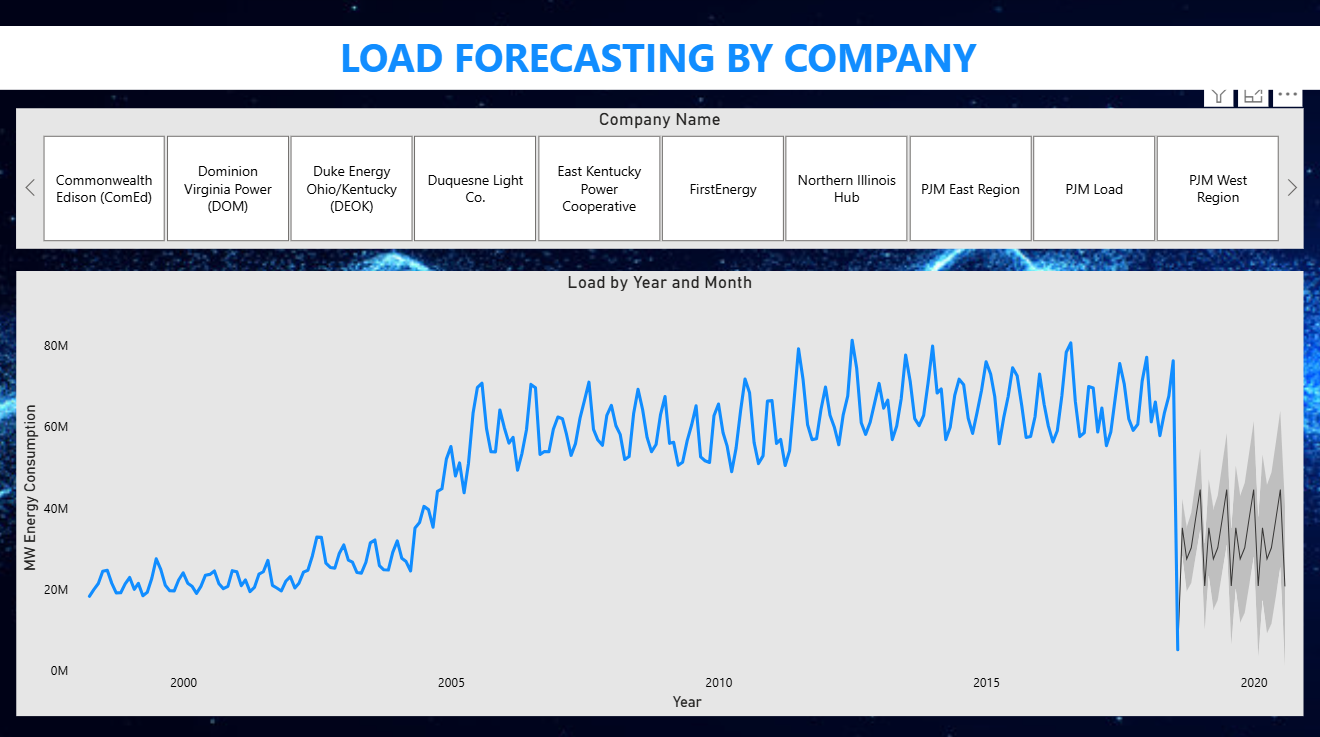 LOAD FORECASTING BY COMPANY
Company Name
Commonwealth
Edison (ComEd)
Dominion
Virginia Power
(DOM)
Duke Energy
Ohio/Kentucky
(DEOK)
Duquesne Light
Co.
East Kentucky
Power
Cooperative
FirstEnergy
Northern Illinois
Hub
PJM East Region
PJM Load
PJM West
Region
Load by Year and Month
MW Energy Consumption
80M
60M
40M
20M
0M
2000
2005
2010
2015
2020
Year